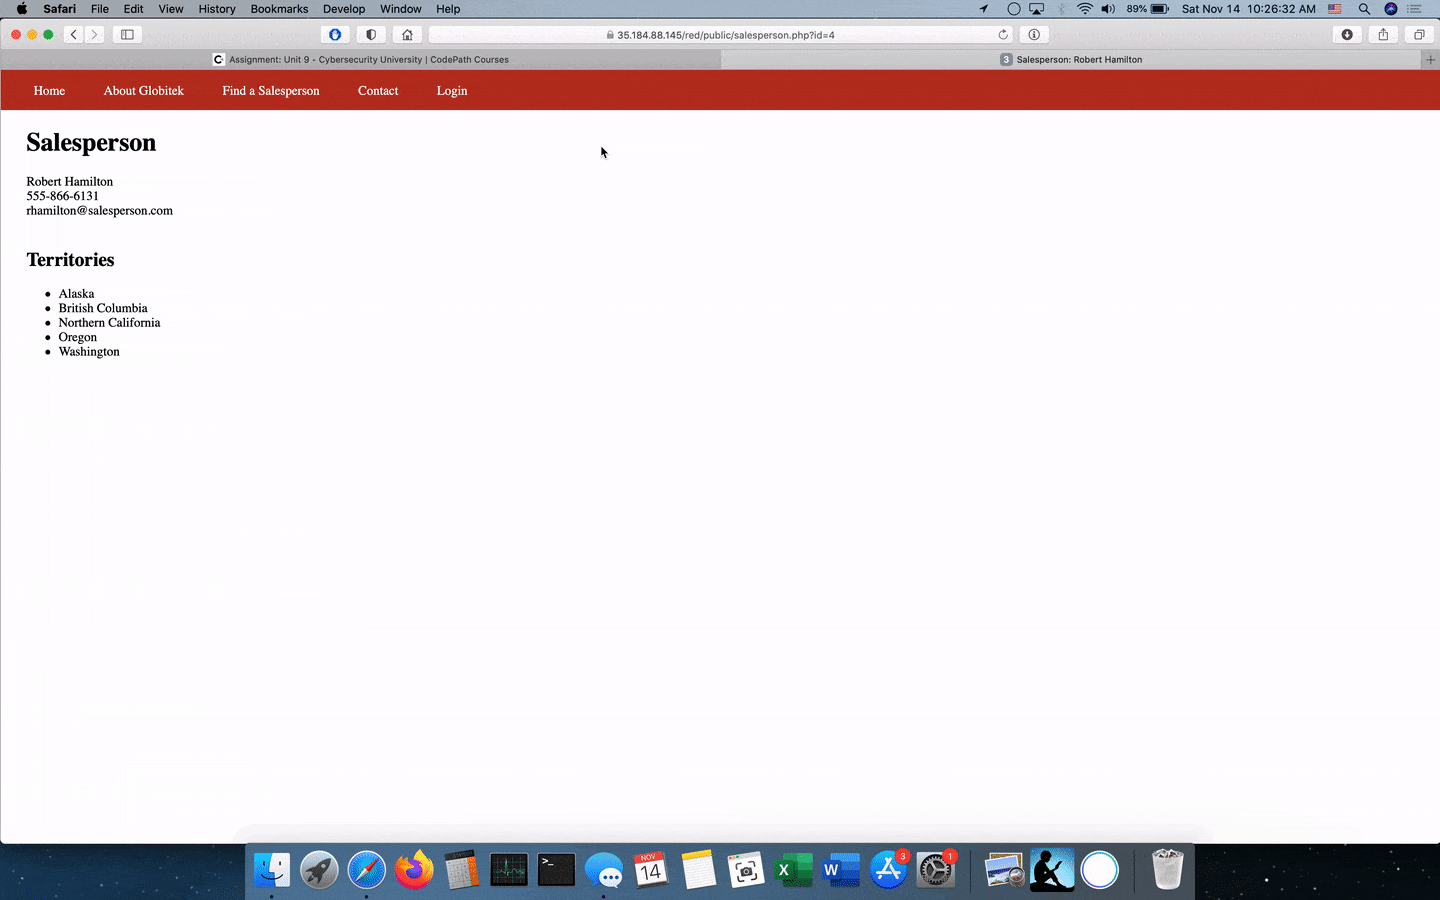 Safari File Edit View History Bookmarks Develop Window Help 89% Sat Nov 14 10:26:32 AM
35.184.88.145/red/public/salesperson.php?id=4
C Assignment: Unit 9 - Cybersecurity University | CodePath Courses 3 Salesperson: Robert Hamilton
Home About Globitek Find a Salesperson Contact Login
Salesperson
Robert Hamilton
555-866-6131
rhamilton@salesperson.com
Territories
Alaska
British Columbia
Northern California
Oregon
Washington
>_ NOV 14 X W 3 1